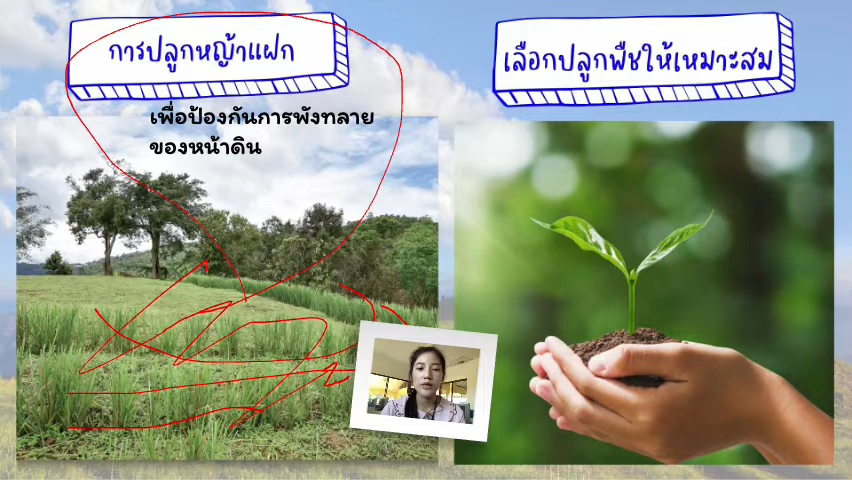 การปลูกหญ้าแฝก
เพื่อป้องกันการพังทลาย
ของหน้าดิน
เลือกปลูกพืชให้เหมาะสม